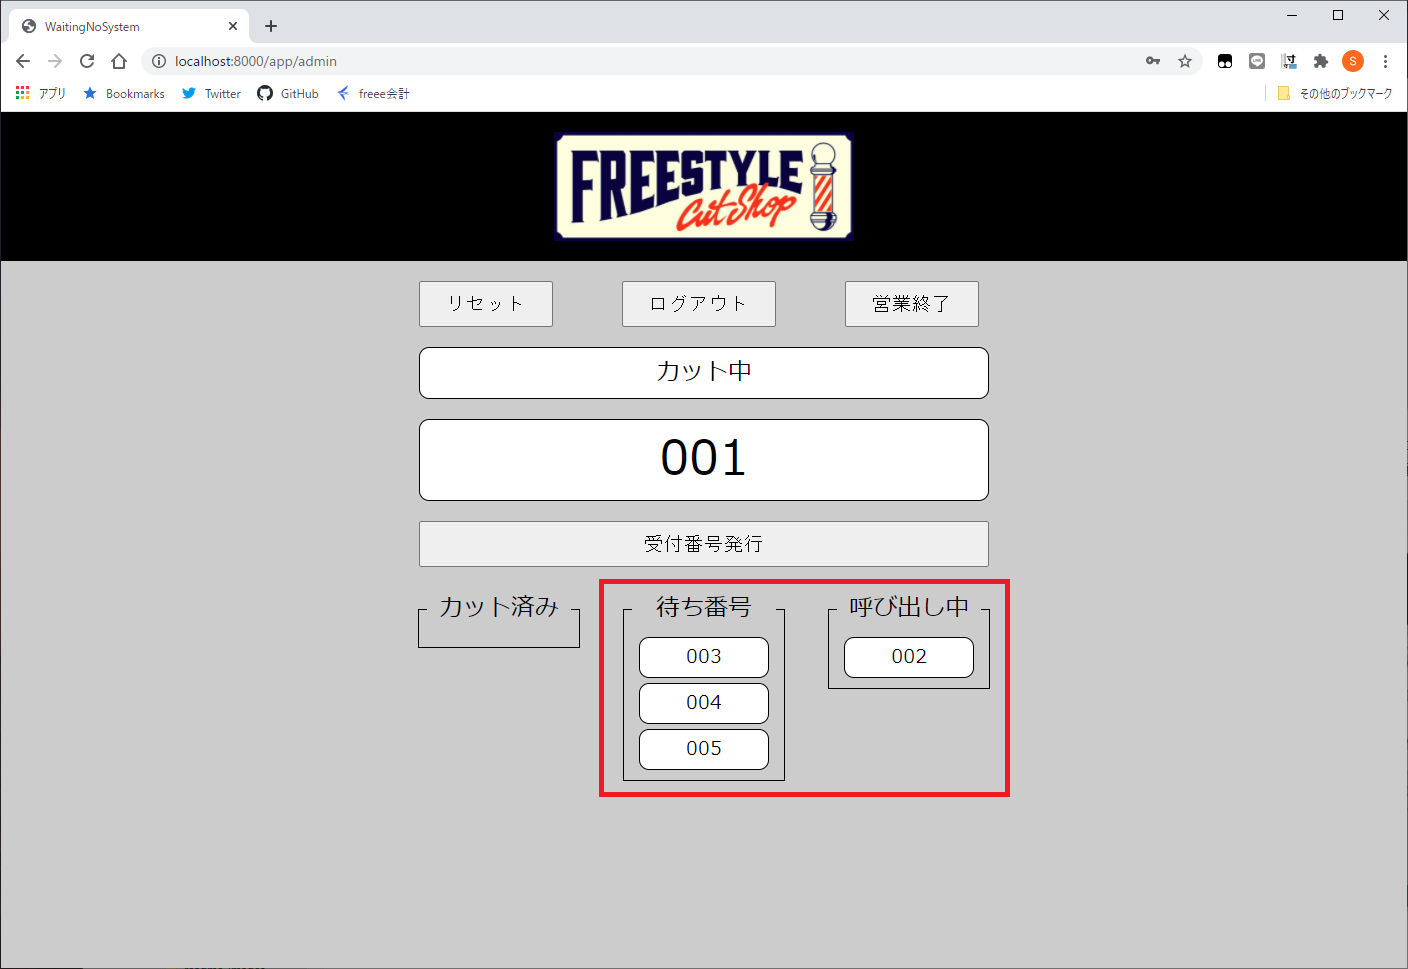 WaitingNoSystem
localhost:8000/app/admin
S
アプリ
Bookmarks
Twitter
GitHub
freee会計
その他のブックマーク
FREESTYLE
Cut Shop
リセット
ログアウト
営業終了
カット中
001
受付番号発行
カット済み
待ち番号
003
004
005
呼び出し中
002